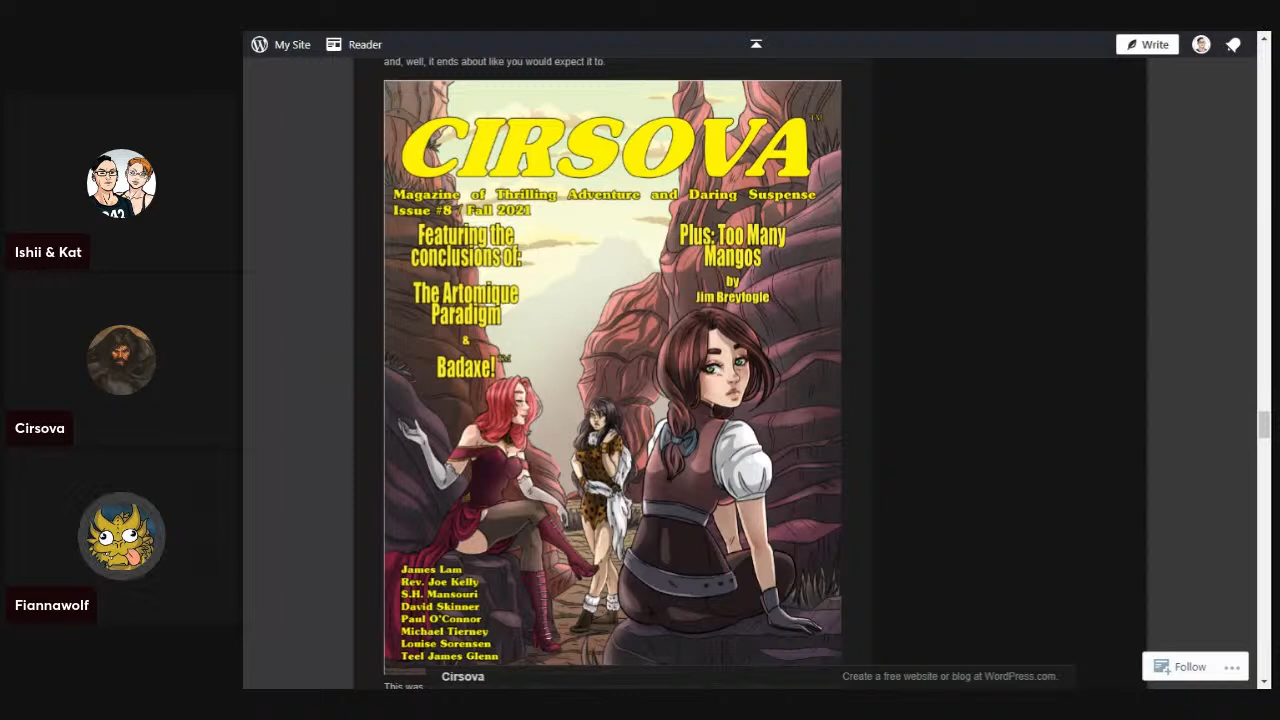 My Site
Reader
Write
and, well, it ends about like you would expect it to.
CIRSOVA™
Magazine of Thrilling Adventure and Daring Suspense
Issue #8 / Fall 2021
Featuring the
conclusions of:
The Artomique
Paradigm
&
Badaxe!™
Plus: Too Many
Mangos
by
Jim Breyfogle
James Lam
Rev. Joe Kelly
S.H. Mansouri
David Skinner
Paul O'Connor
Michael Tierney
Louise Sorensen
Teel James Glenn
Ishii & Kat
Cirsova
Fiannawolf
Follow
Cirsova
Create a free website or blog at WordPress.com.
This was